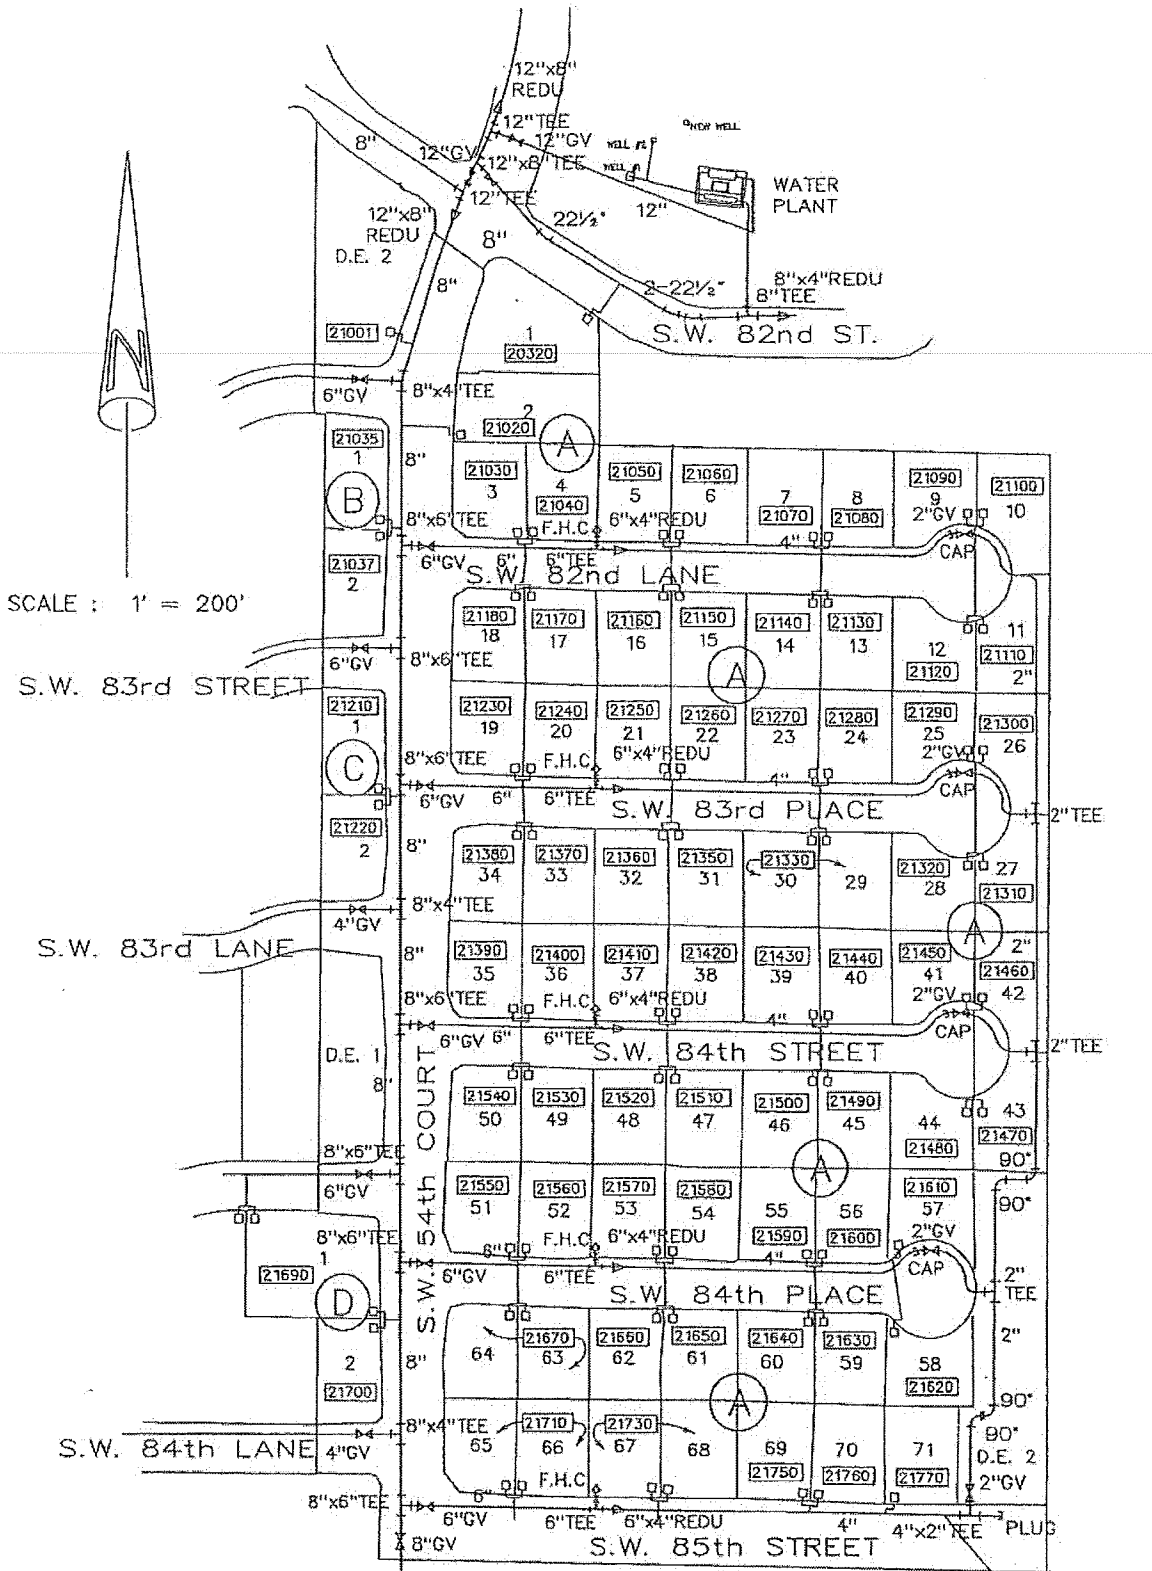 12"x8"
REDU
12"TEE
12"GV
8"
12"GV
12"x8"TEE
12"TEE
WELL #2
NEW WELL
WELL #1
WATER
PLANT
12"
12"x8"
REDU
D.E. 2
8"
22½°
8"
2-22½°
8"x4"REDU
8"TEE
S.W. 82nd ST.
21001
1
20320
6"GV
8"x4"TEE
N
2
21020
A
21035
1
8"
B
21030
3
4
21040
21050
5
21060
6
7
21070
8
21080
21090
9
2"GV
21100
10
8"x6"TEE
F.H.C.
6"x4"REDU
4"
CAP
6"GV
6"
6"TEE
S.W. 82nd LANE
21037
2
SCALE : 1' = 200'
21180
18
21170
17
21160
16
21150
15
21140
14
21130
13
12
21120
11
21110
2"
6"GV
8"x6"TEE
A
S.W. 83rd STREET
21210
1
C
21230
19
21240
20
21250
21
21260
22
21270
23
21280
24
21290
25
2"GV
21300
26
8"x6"TEE
F.H.C.
6"x4"REDU
4"
CAP
6"GV
6"
6"TEE
S.W. 83rd PLACE
2"TEE
21220
2
8"
21380
34
21370
33
21360
32
21350
31
21330
30
29
21320
28
27
21310
4"GV
8"x4"TEE
A
S.W. 83rd LANE
8"
21390
35
21400
36
21410
37
21420
38
21430
39
21440
40
21450
41
2"GV
2"
21460
42
8"x6"TEE
F.H.C.
6"x4"REDU
4"
CAP
6"GV
6"
6"TEE
S.W. 84th STREET
2"TEE
D.E. 1
8"
S.W. 54th COURT
21540
50
21530
49
21520
48
21510
47
21500
46
21490
45
44
21480
43
21470
8"x6"TEE
6"GV
A
90°
90°
21550
51
21560
52
21570
53
21580
54
55
21590
56
21600
21610
57
2"GV
8"x6"TEE
F.H.C.
6"x4"REDU
6"
4"
CAP
6"GV
6"TEE
S.W. 84th PLACE
2"
TEE
1
21690
D
2
21700
8"
64
21670
63
21660
62
21650
61
21640
60
21630
59
58
21620
2"
8"x4"TEE
A
90°
90°
S.W. 84th LANE
4"GV
65
21710
66
21730
67
68
69
21750
70
21760
71
21770
D.E. 2
2"GV
F.H.C.
8"x6"TEE
6"
6"GV
6"TEE
6"x4"REDU
4"
4"x2"TEE
PLUG
8"GV
S.W. 85th STREET